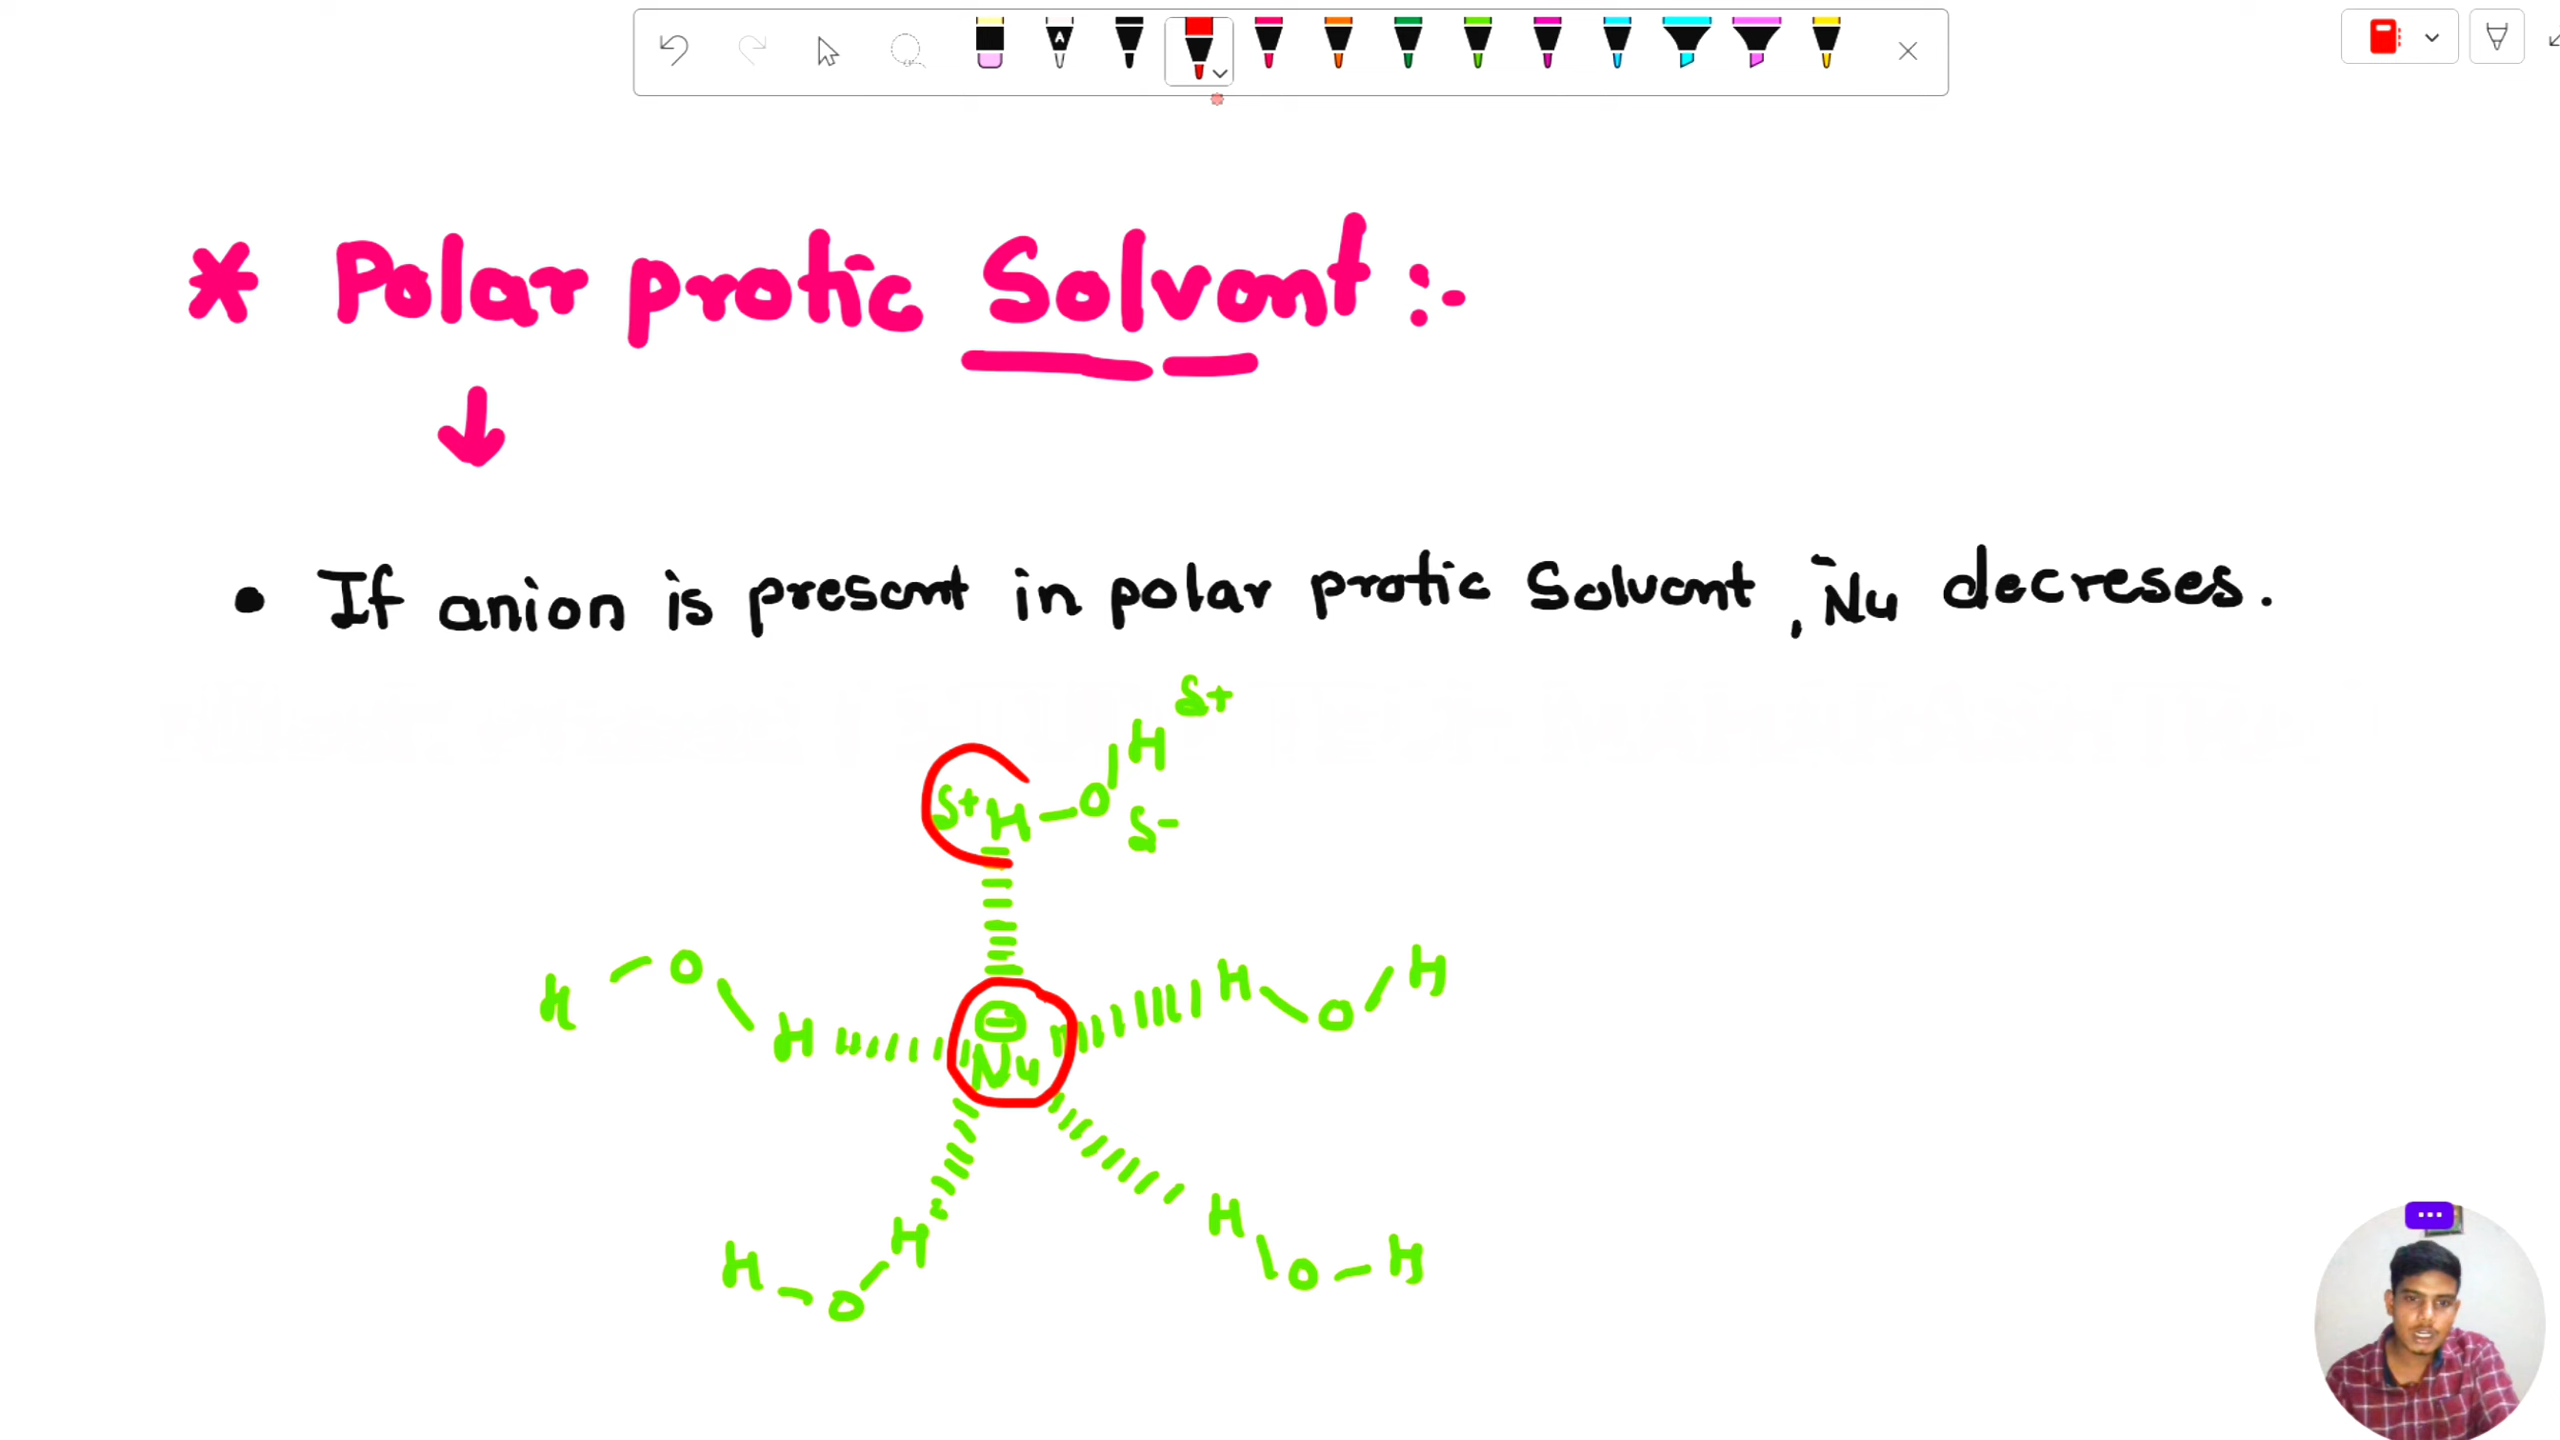 * Polar protic Solvent :-
• If anion is present in polar protic Solvent, Nu decreses.
δ+
H
δ+ H - O
δ-
H - O
H
H O H
⊖
Nu
H - O - H
H O - H